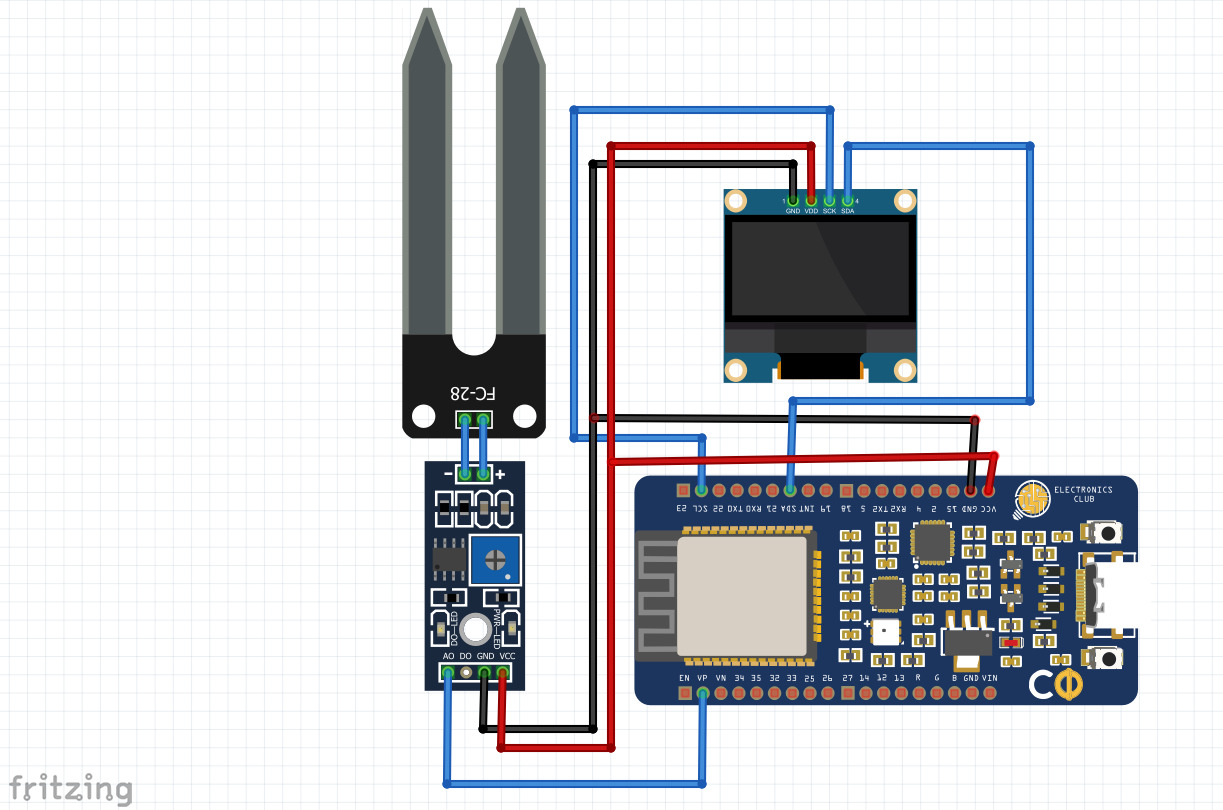 FC-28
- +
DO-LED
PWR-LED
AO DO GND VCC
1 GND VDD SCK SDA 4
23 SCL 22 TXD RXD 21 SDA INT 19 18 5 TX2 RX2 4 2 15 GND VCC
ELECTRONICS
CLUB
+
EN VP VN 34 35 32 33 25 26 27 14 12 13 R G B GND VIN
fritzing